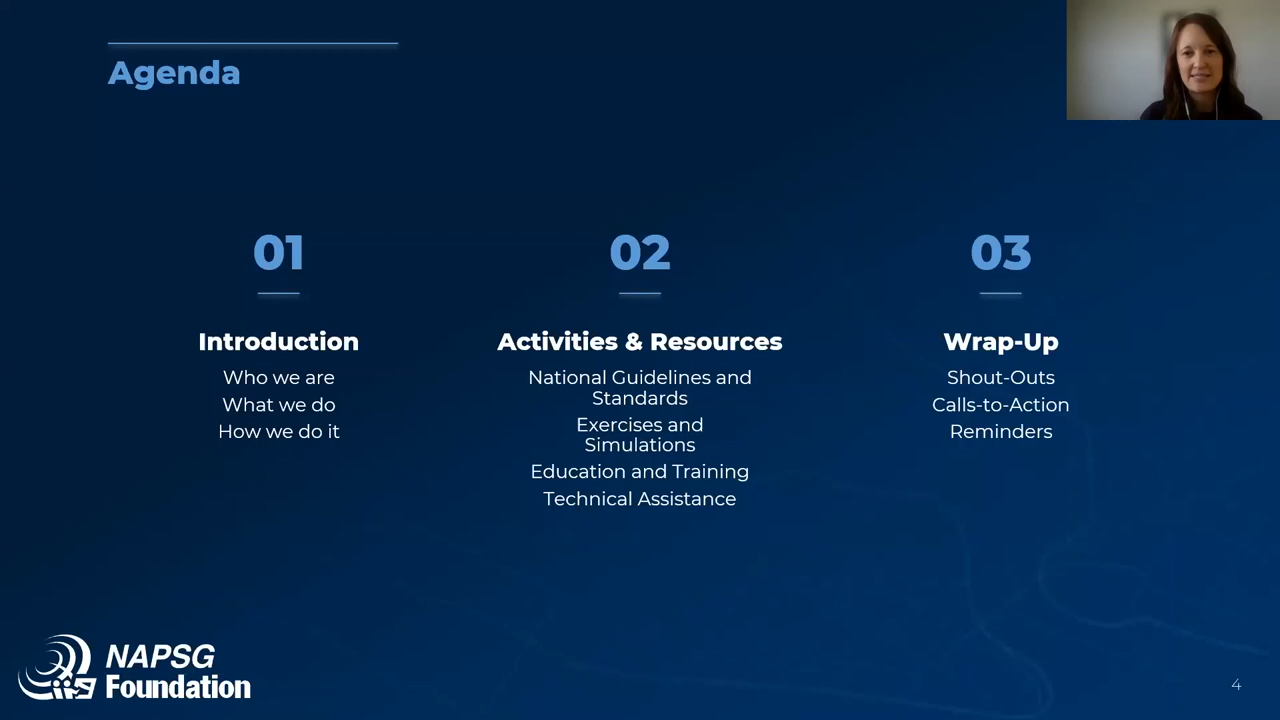 Agenda
01
Introduction
Who we are
What we do
How we do it
02
Activities & Resources
National Guidelines and
Standards
Exercises and
Simulations
Education and Training
Technical Assistance
03
Wrap-Up
Shout-Outs
Calls-to-Action
Reminders
NAPSG
Foundation
4